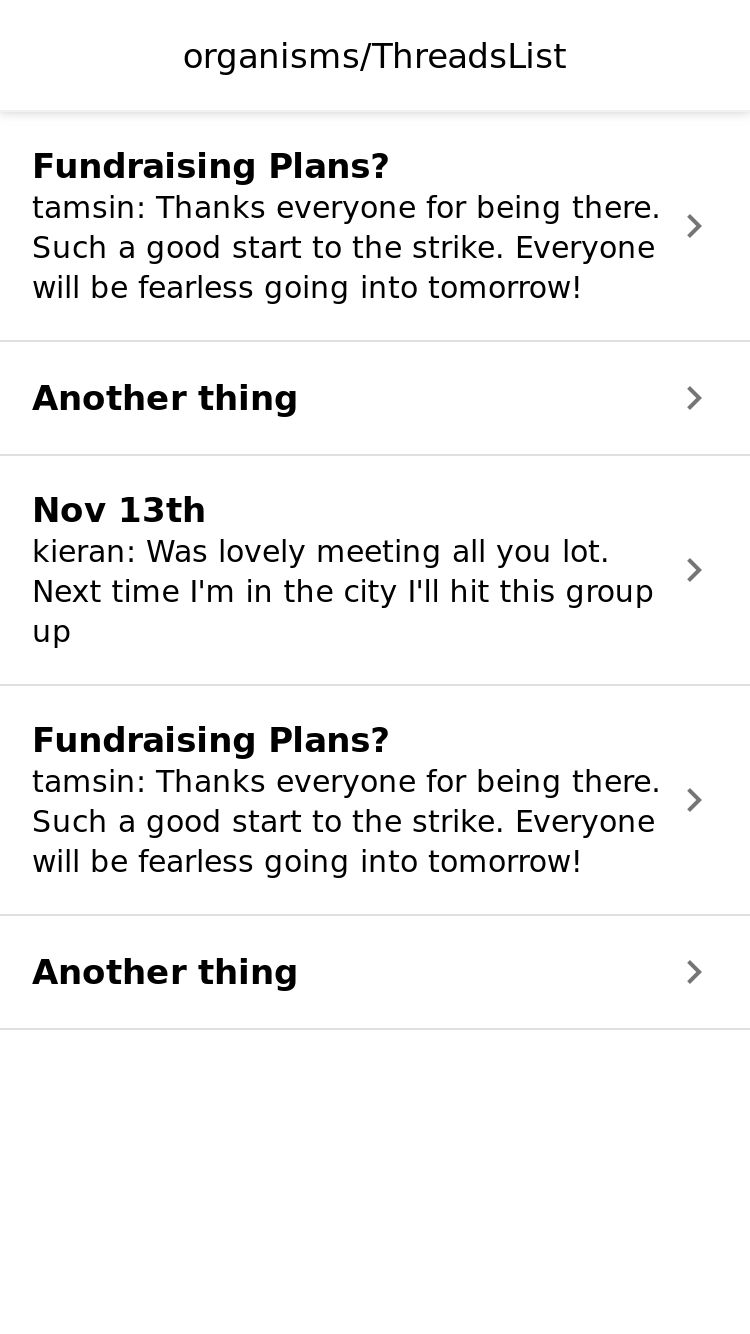 organisms/ThreadsList
Fundraising Plans?
tamsin: Thanks everyone for being there.
Such a good start to the strike. Everyone
will be fearless going into tomorrow!
Another thing
Nov 13th
kieran: Was lovely meeting all you lot.
Next time I'm in the city I'll hit this group
up
Fundraising Plans?
tamsin: Thanks everyone for being there.
Such a good start to the strike. Everyone
will be fearless going into tomorrow!
Another thing